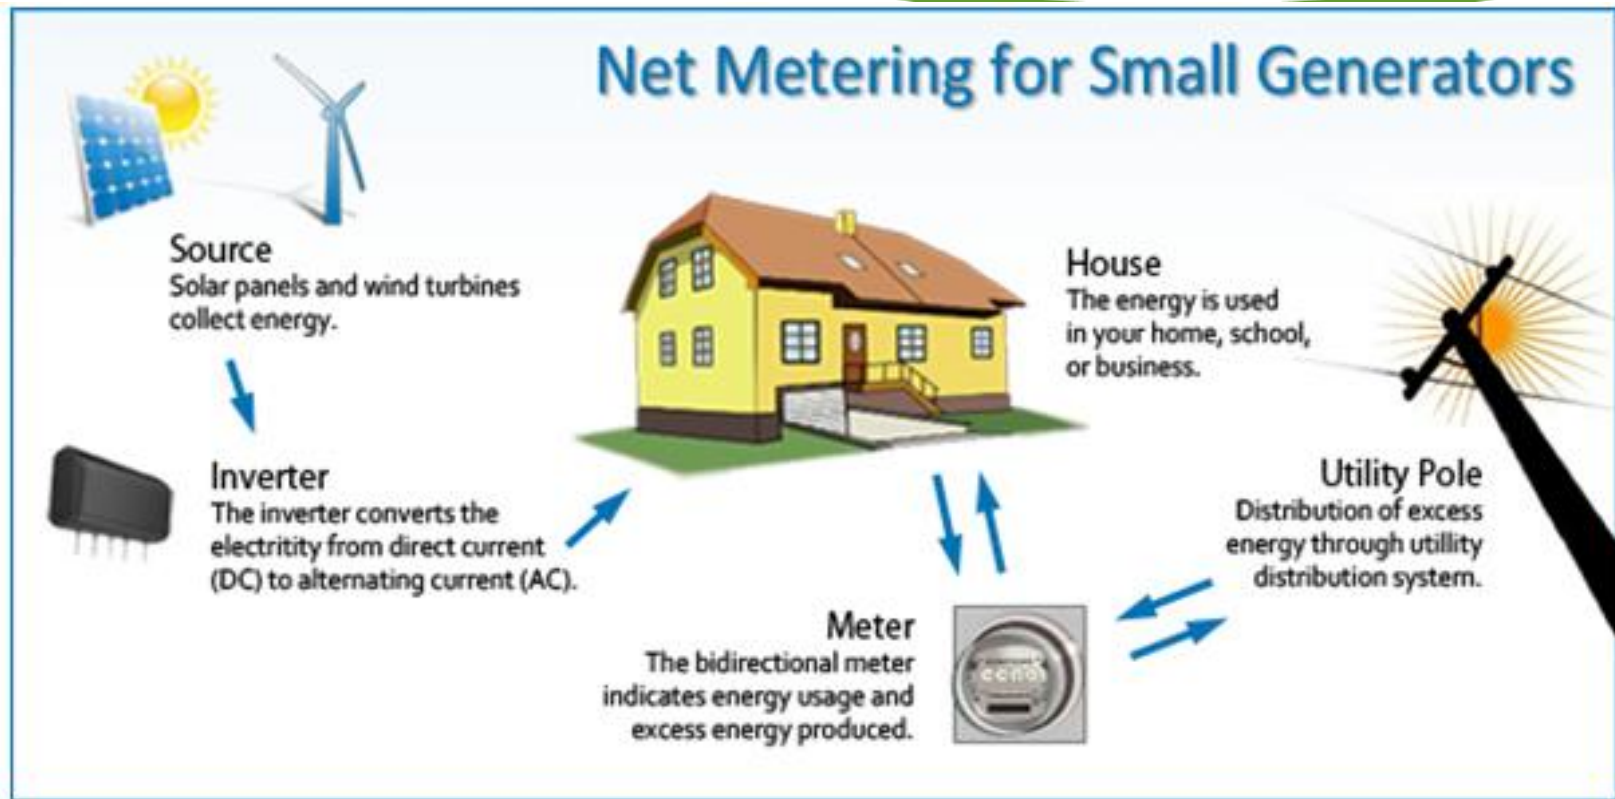 Net Metering for Small Generators
Source
Solar panels and wind turbines
collect energy.
Inverter
The inverter converts the
electritity from direct current
(DC) to alternating current (AC).
House
The energy is used
in your home, school,
or business.
Utility Pole
Distribution of excess
energy through utillity
distribution system.
Meter
The bidirectional meter
indicates energy usage and
excess energy produced.